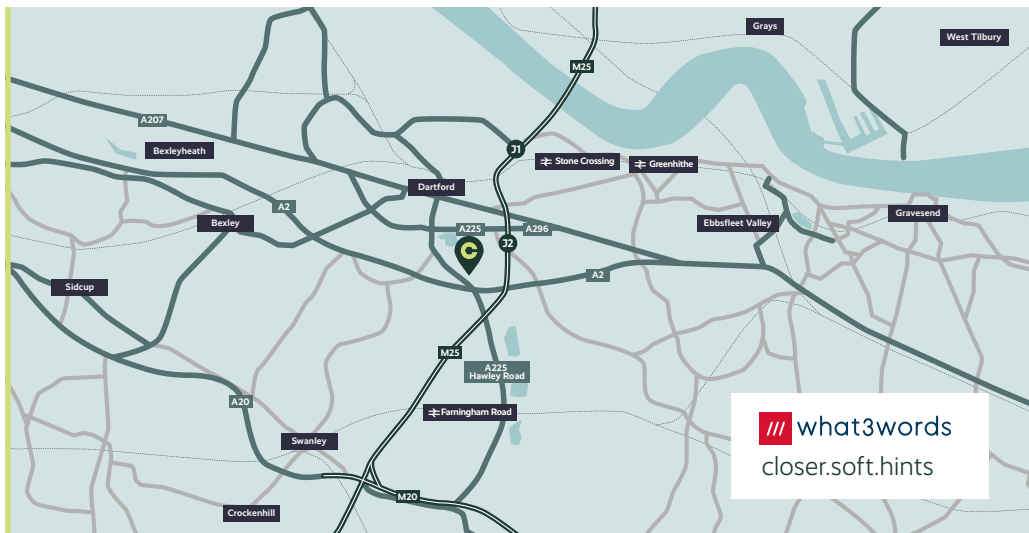 Grays
West Tilbury
M25
A207
Bexleyheath
J1
Stone Crossing
Greenhithe
Dartford
A2
Bexley
A225
A296
Ebbsfleet Valley
Gravesend
J2
C
A2
Sidcup
M25
A225
Hawley Road
A20
Farningham Road
Swanley
what3words
closer.soft.hints
M20
Crockenhill